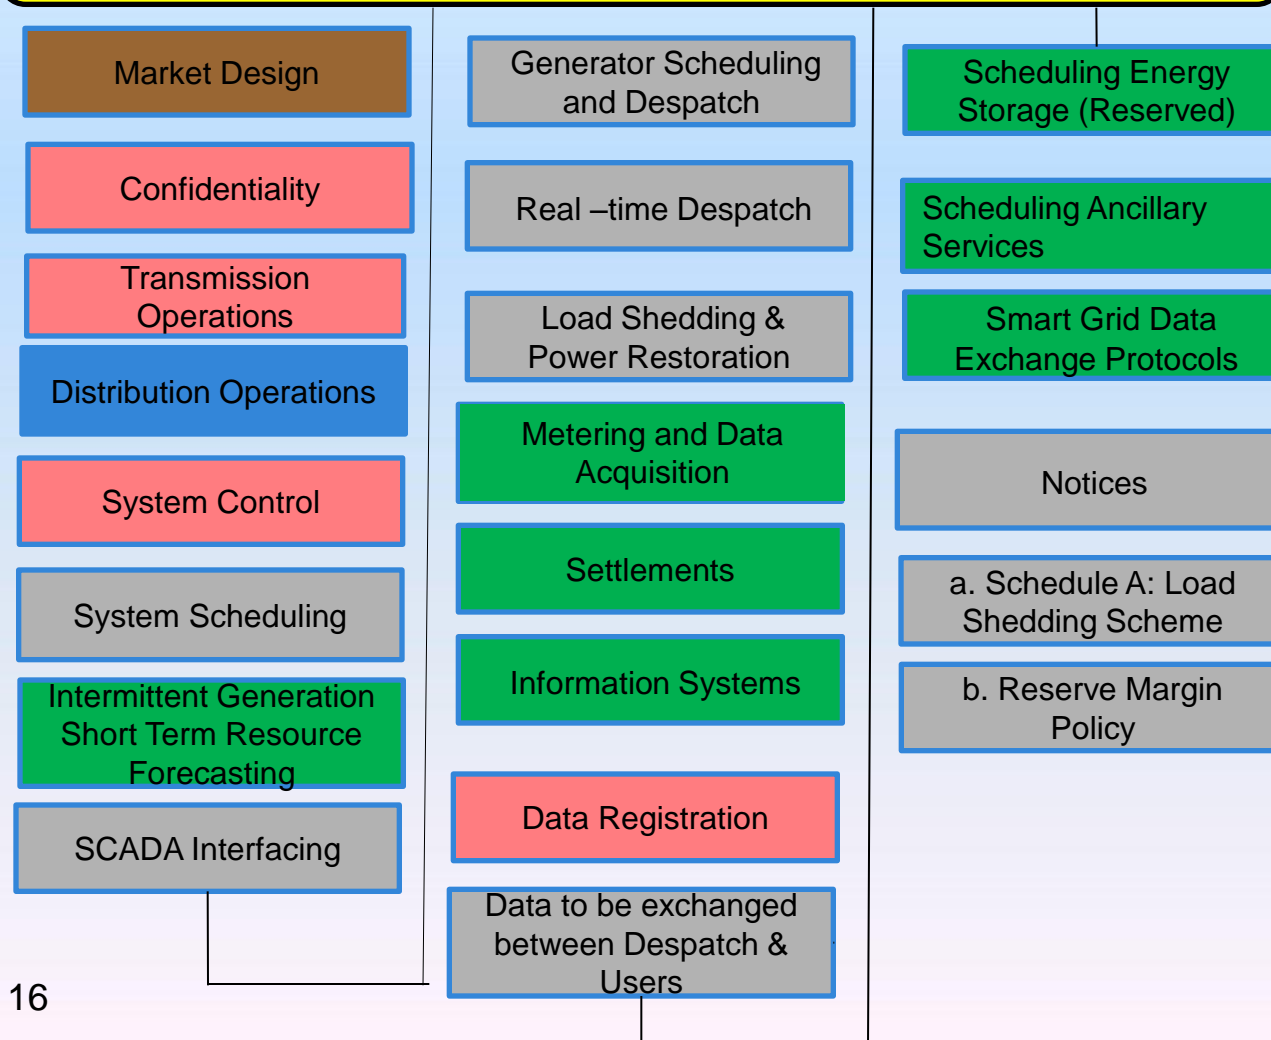 Market Design
Confidentiality
Transmission
Operations
Distribution Operations
System Control
System Scheduling
Intermittent Generation
Short Term Resource
Forecasting
SCADA Interfacing
Generator Scheduling
and Despatch
Real –time Despatch
Load Shedding &
Power Restoration
Metering and Data
Acquisition
Settlements
Information Systems
Data Registration
Data to be exchanged
between Despatch &
Users
Scheduling Energy
Storage (Reserved)
Scheduling Ancillary
Services
Smart Grid Data
Exchange Protocols
Notices
a. Schedule A: Load
Shedding Scheme
b. Reserve Margin
Policy
16